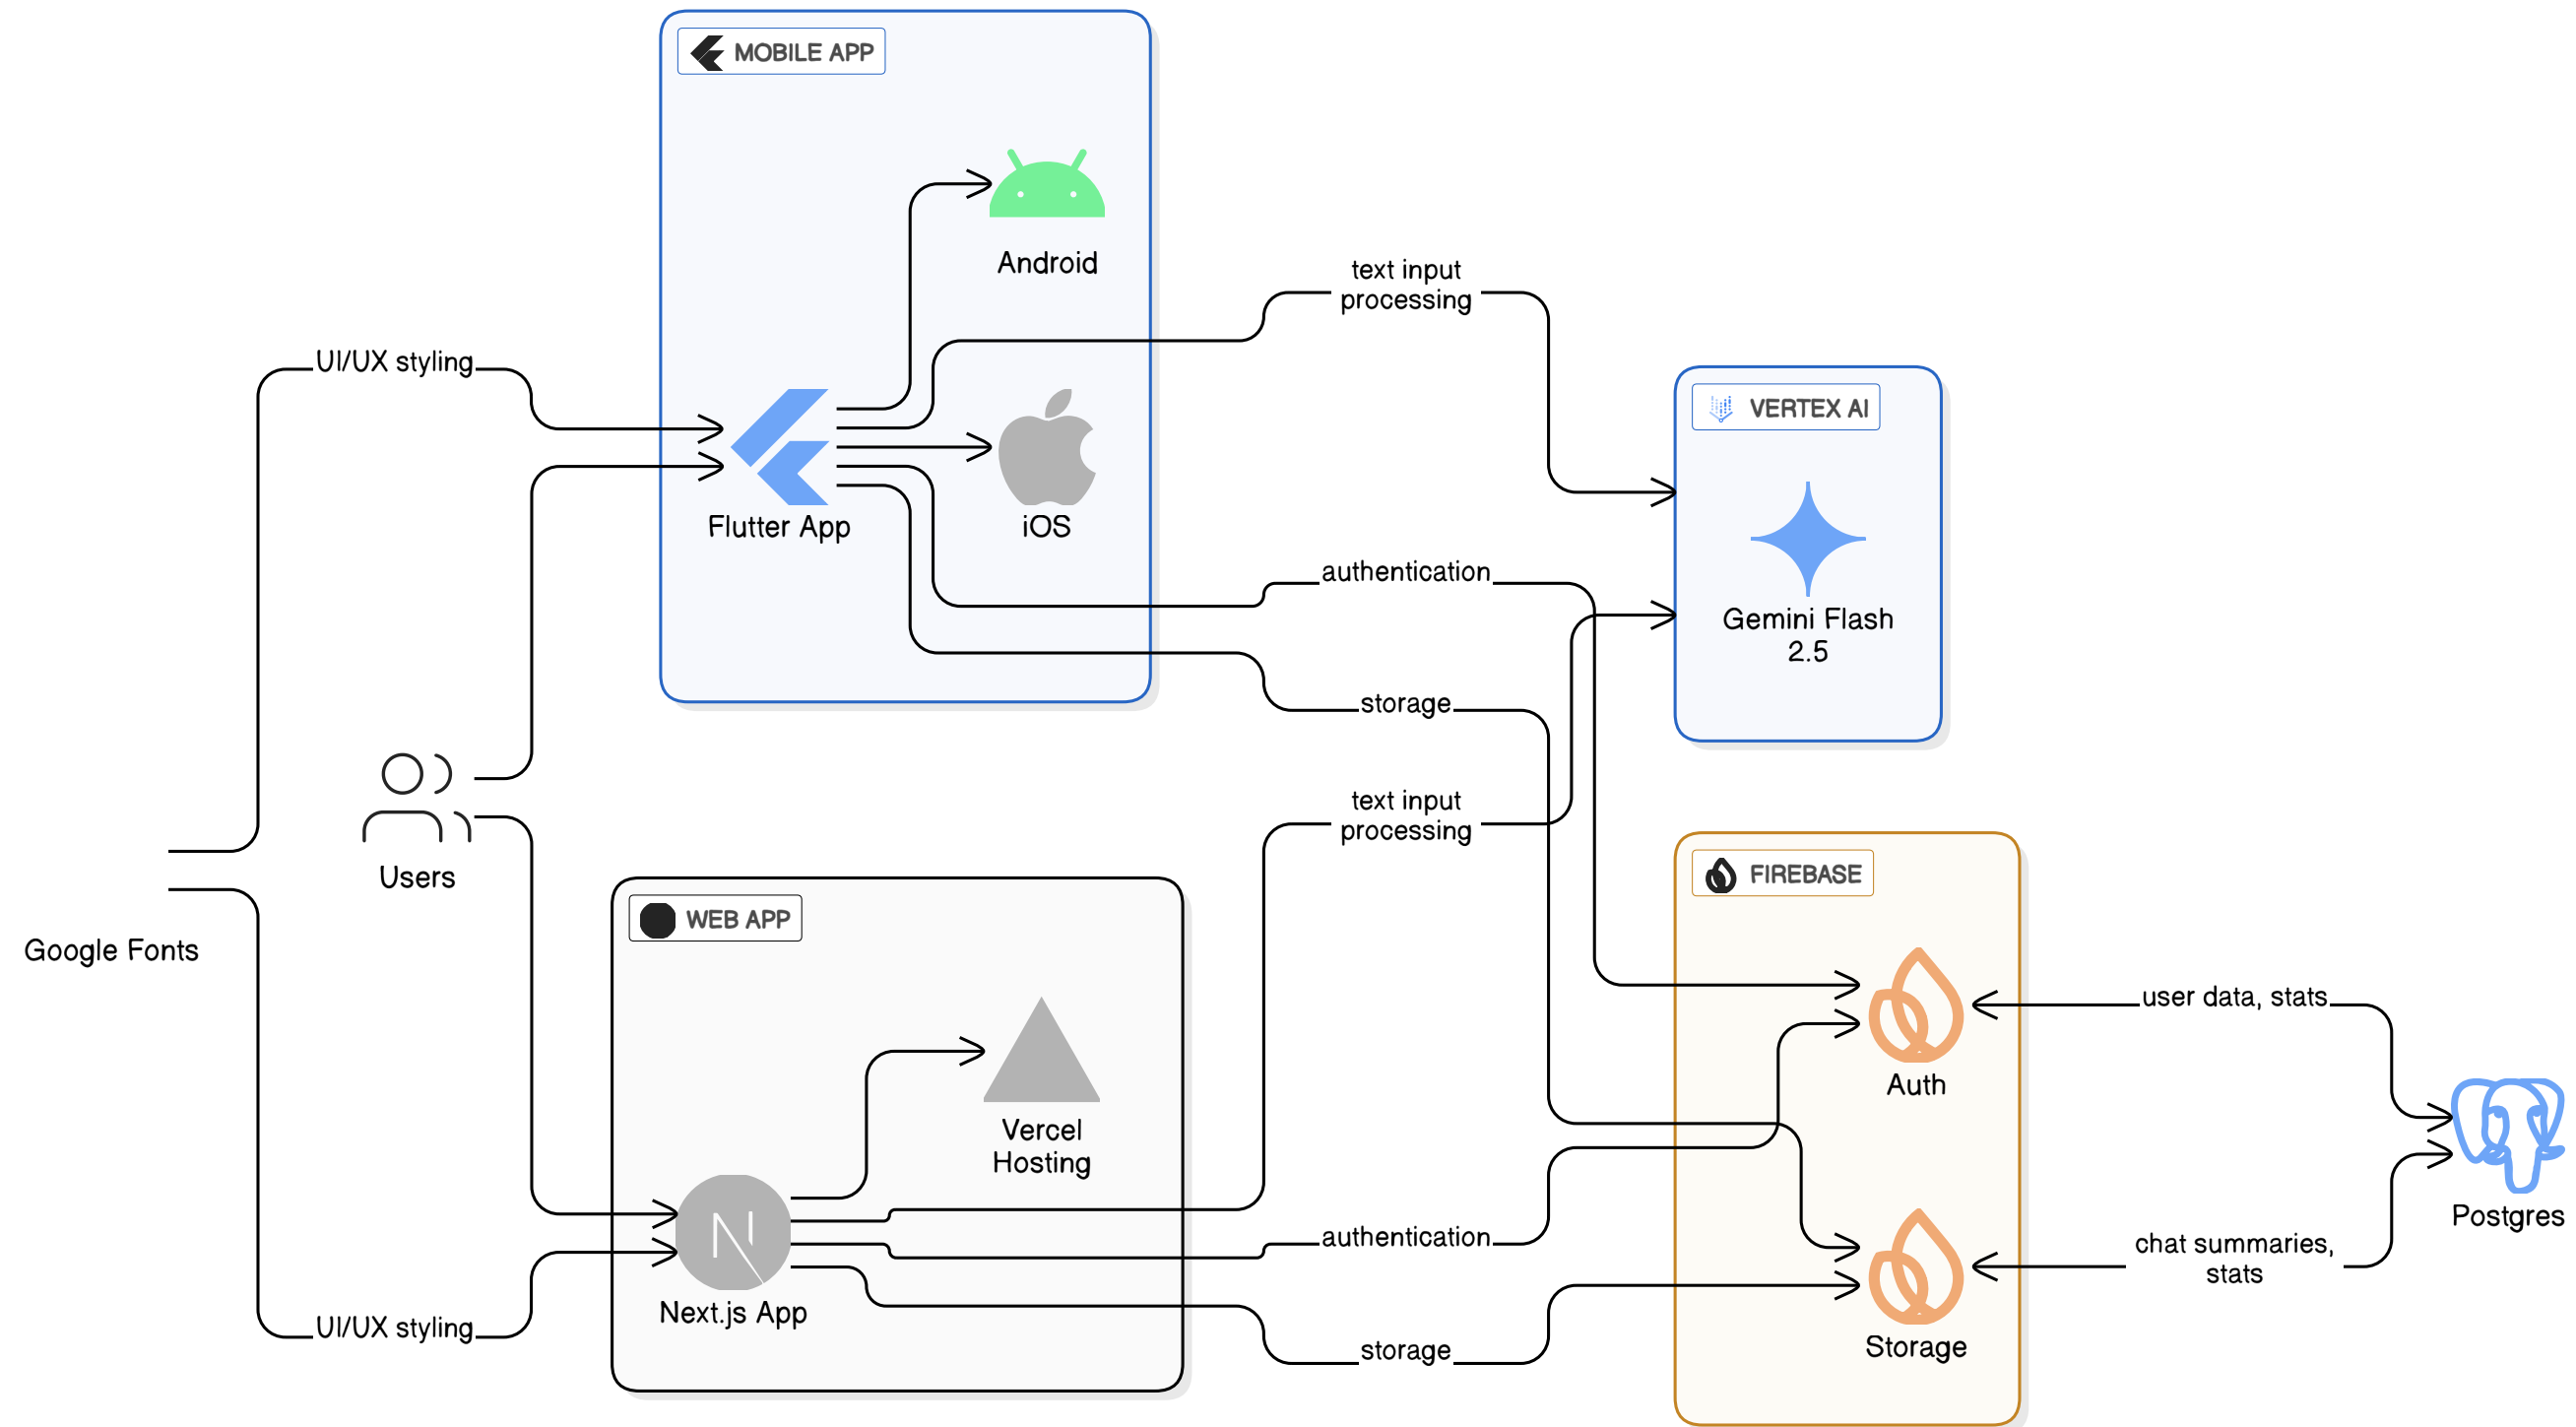 MOBILE APP
Android
text input
processing
UI/UX styling
VERTEX AI
Flutter App
iOS
authentication
Gemini Flash
2.5
storage
text input
processing
Users
FIREBASE
WEB APP
Google Fonts
user data, stats
Auth
Vercel
Hosting
Postgres
authentication
chat summaries,
stats
Next.js App
UI/UX styling
storage
Storage